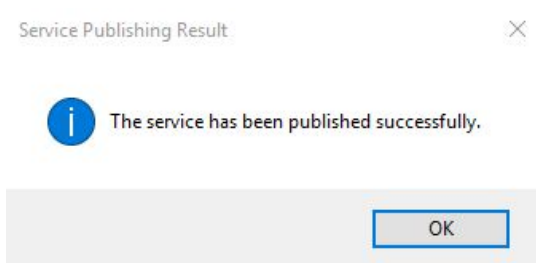 Service Publishing Result
The service has been published successfully.
OK